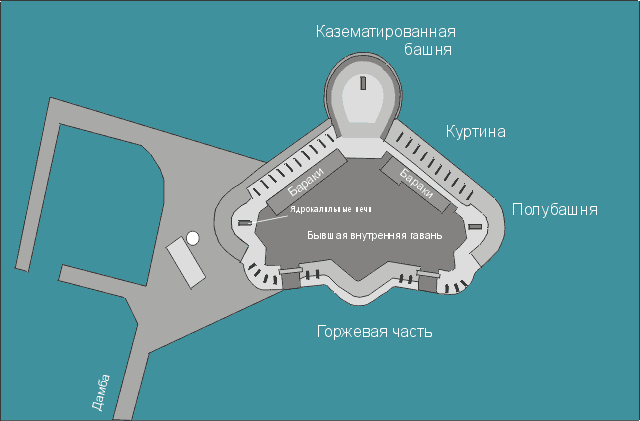 Казематированная
башня
Куртина
Бараки
Бараки
Полубашня
Ядрокалильные печи
Бывшая внутренняя гавань
Горжевая часть
Дамба